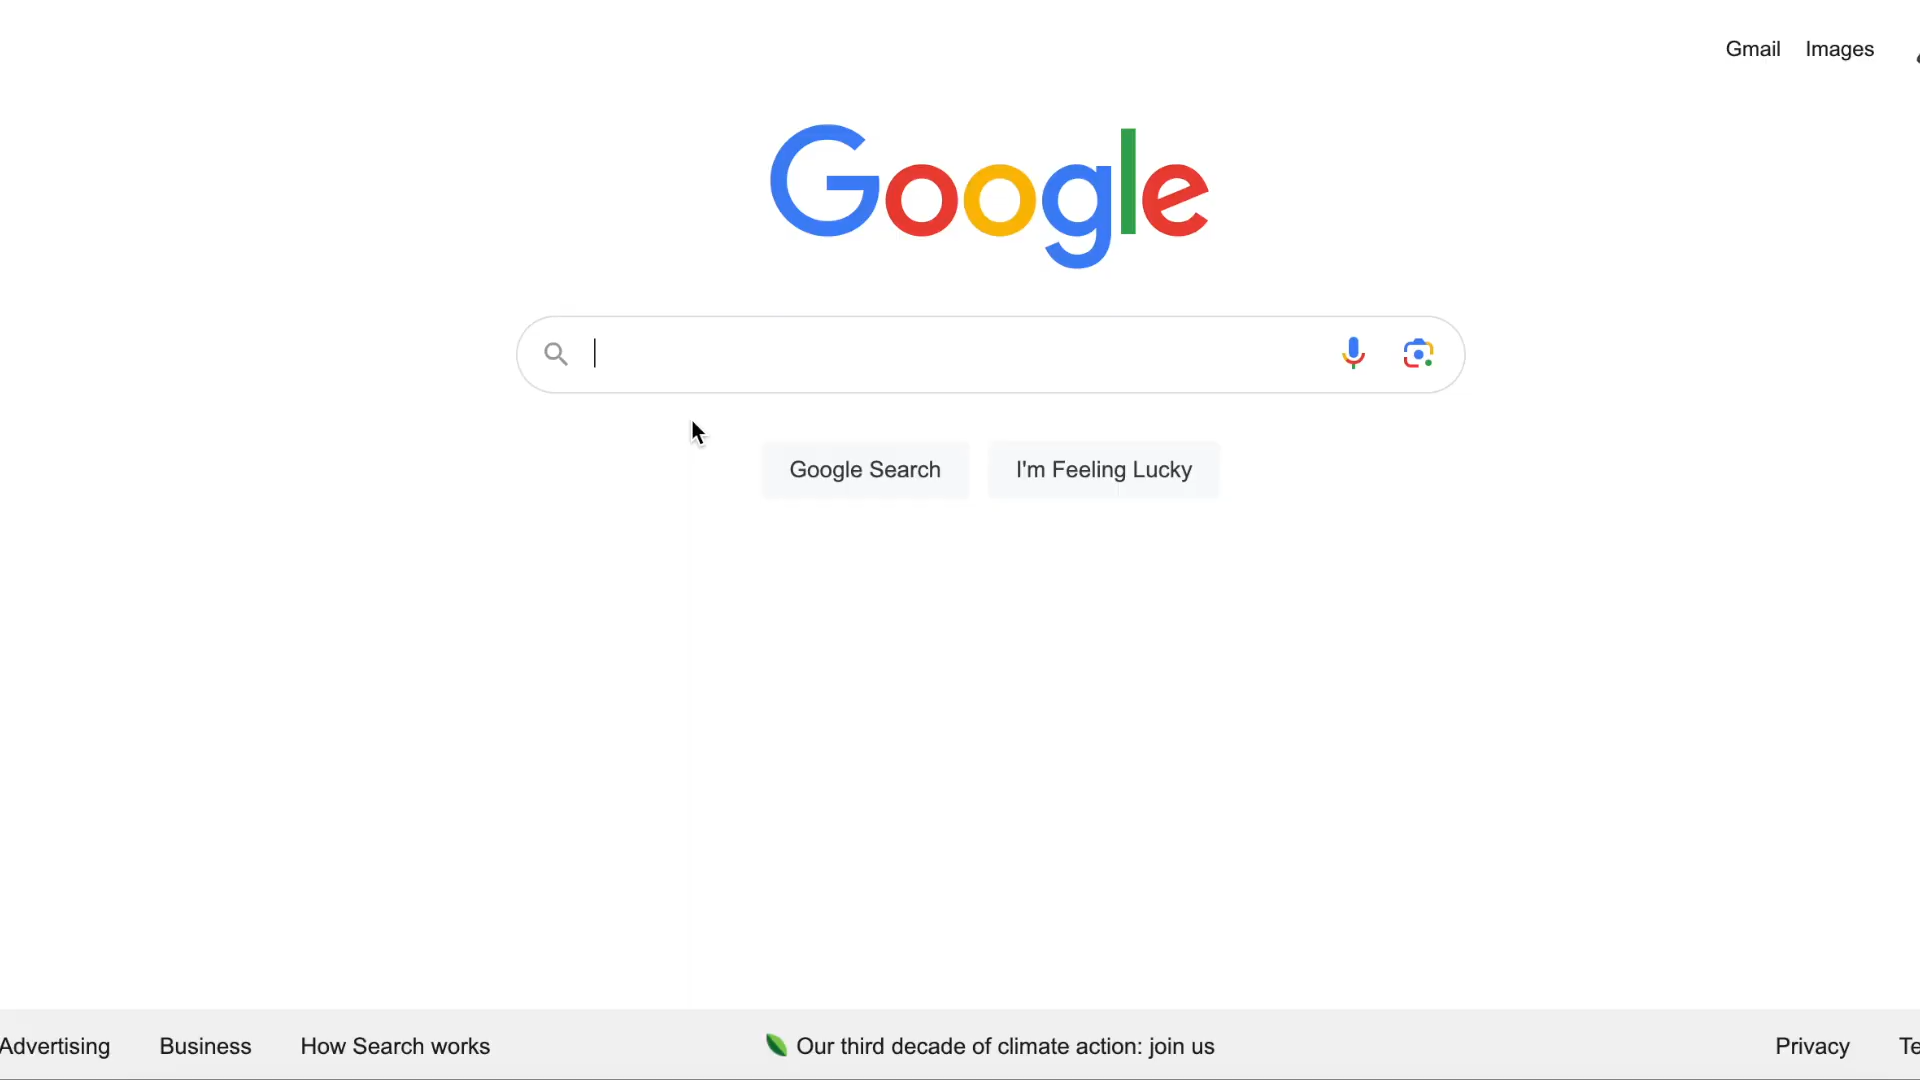 Gmail Images
Google
Google Search I'm Feeling Lucky
Advertising Business How Search works Our third decade of climate action: join us Privacy